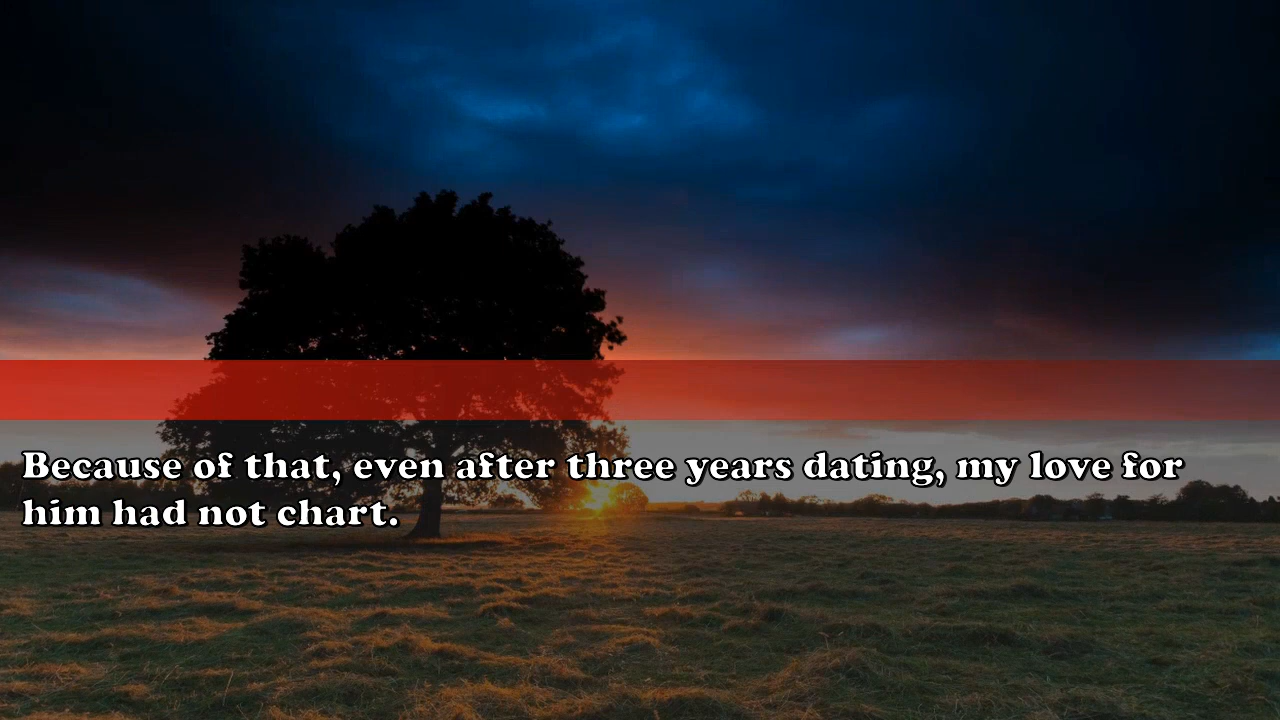 Because of that, even after three years dating, my love for
him had not chart.